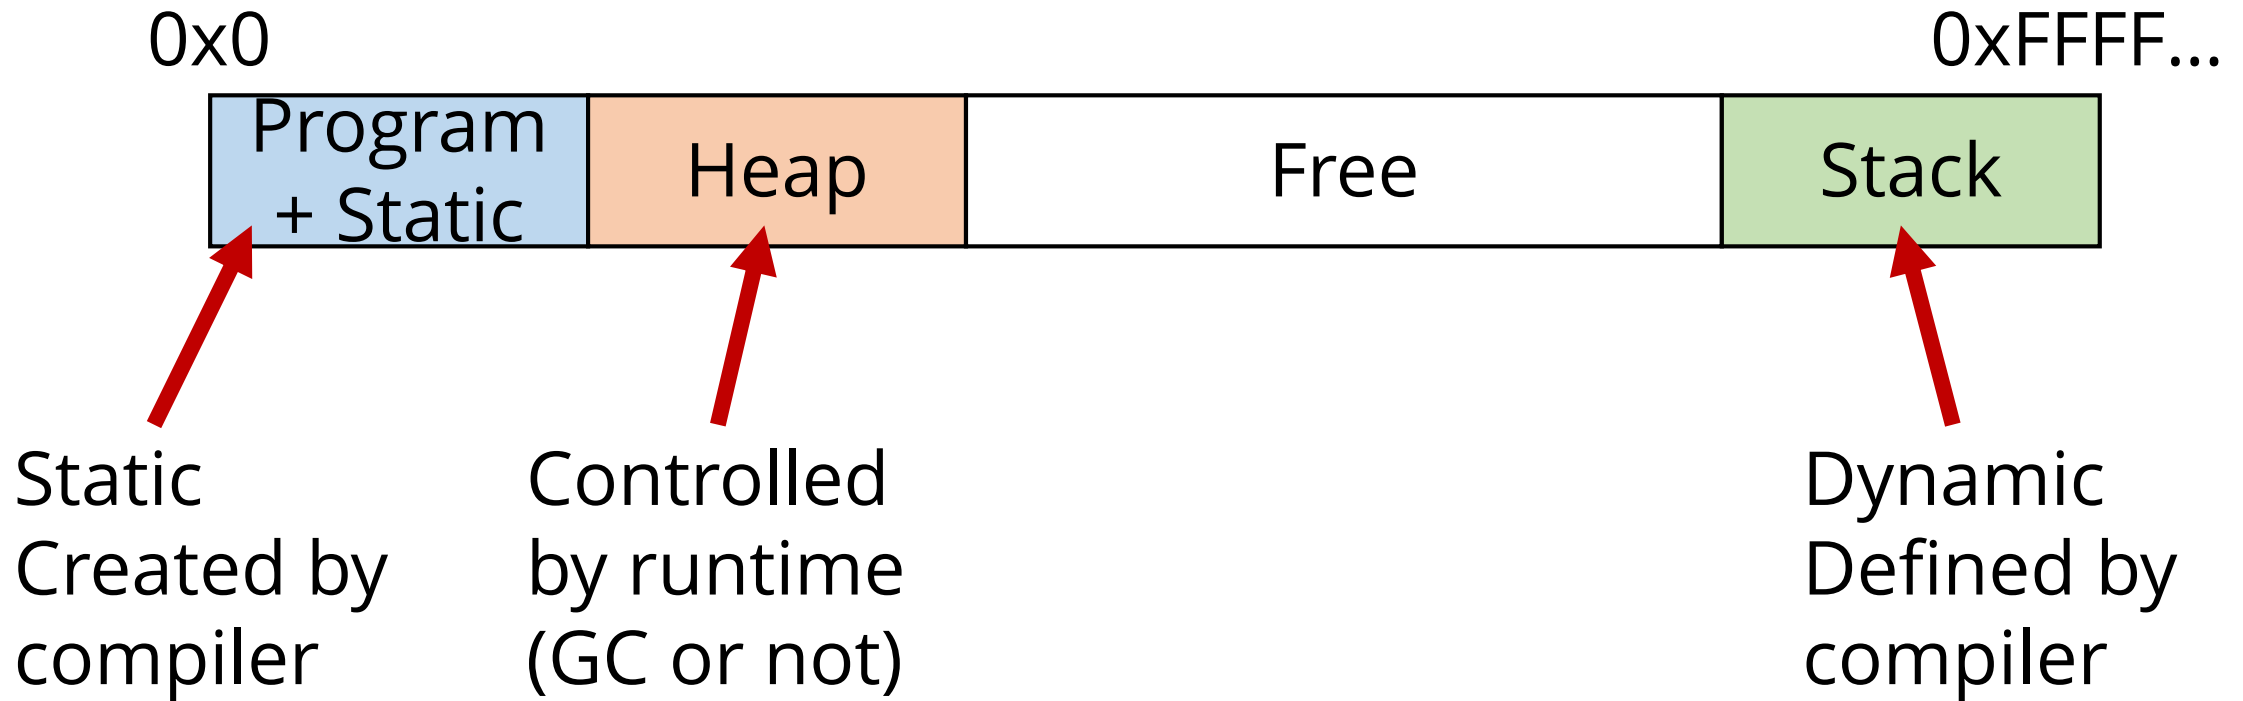 0x0
0xFFFF...
Program
+ Static
Heap
Free
Stack
Static
Created by
compiler
Controlled
by runtime
(GC or not)
Dynamic
Defined by
compiler